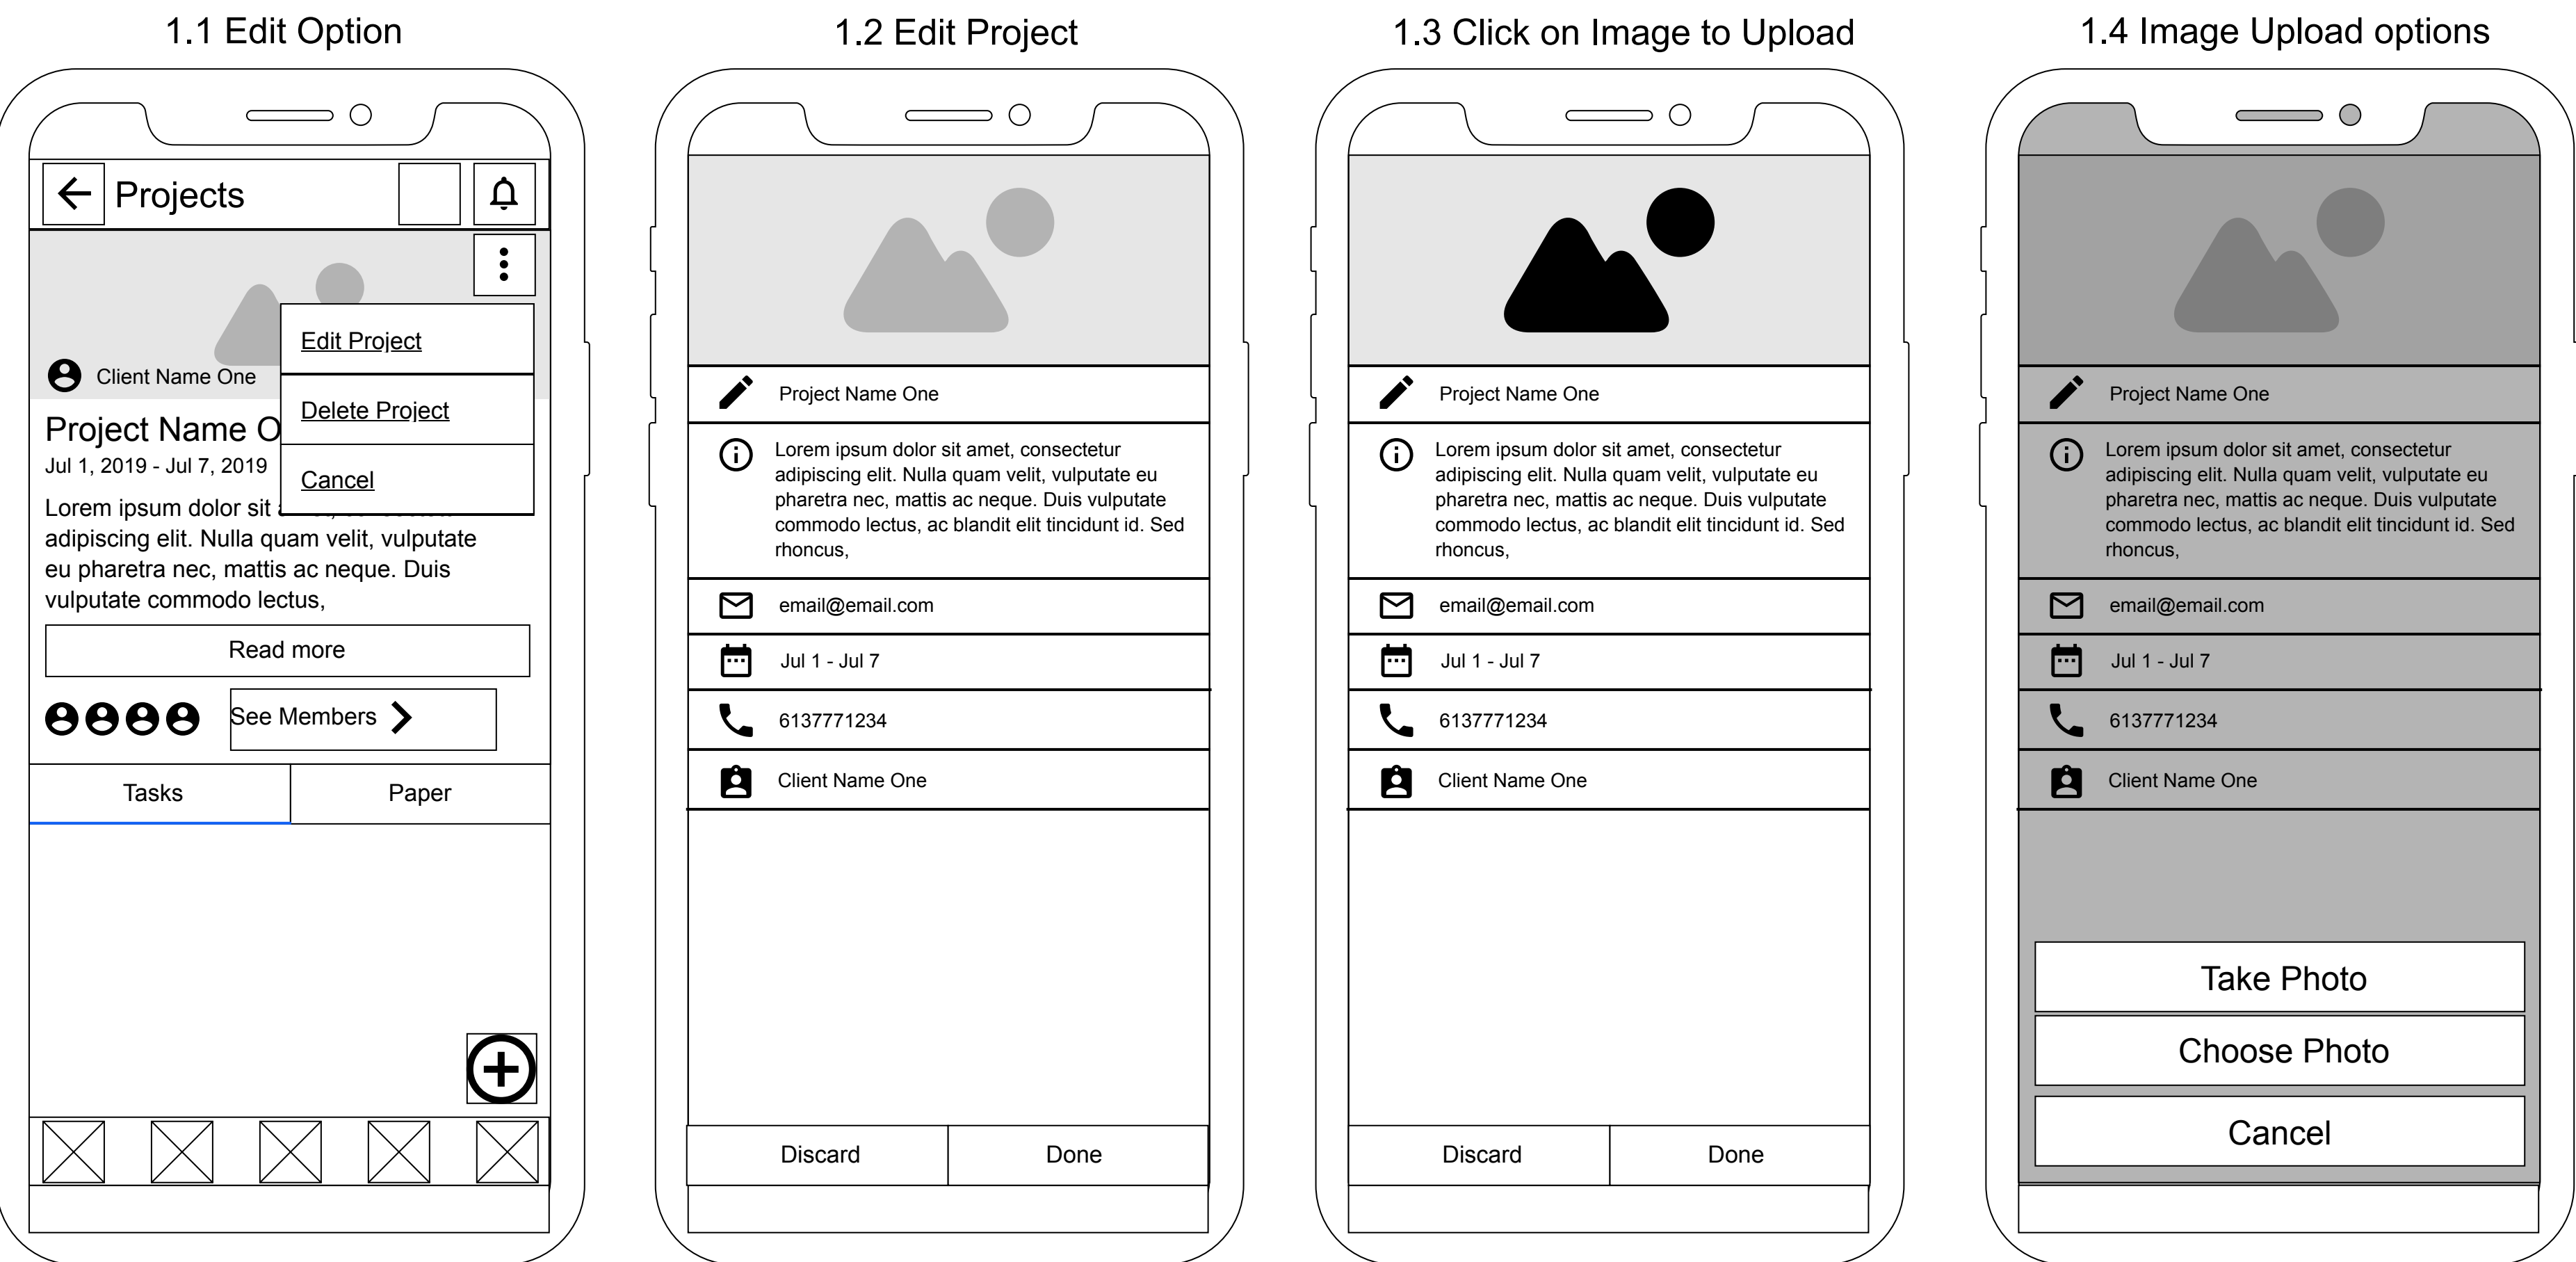 1.1 Edit Option
Projects
Edit Project
Delete Project
Cancel
Client Name One
Project Name O
Jul 1, 2019 - Jul 7, 2019
Lorem ipsum dolor sit
adipiscing elit. Nulla quam velit, vulputate
eu pharetra nec, mattis ac neque. Duis
vulputate commodo lectus,
Read more
See Members
Tasks
Paper
1.2 Edit Project
Project Name One
Lorem ipsum dolor sit amet, consectetur
adipiscing elit. Nulla quam velit, vulputate eu
pharetra nec, mattis ac neque. Duis vulputate
commodo lectus, ac blandit elit tincidunt id. Sed
rhoncus,
email@email.com
Jul 1 - Jul 7
6137771234
Client Name One
Discard
Done
1.3 Click on Image to Upload
Project Name One
Lorem ipsum dolor sit amet, consectetur
adipiscing elit. Nulla quam velit, vulputate eu
pharetra nec, mattis ac neque. Duis vulputate
commodo lectus, ac blandit elit tincidunt id. Sed
rhoncus,
email@email.com
Jul 1 - Jul 7
6137771234
Client Name One
Discard
Done
1.4 Image Upload options
Project Name One
Lorem ipsum dolor sit amet, consectetur
adipiscing elit. Nulla quam velit, vulputate eu
pharetra nec, mattis ac neque. Duis vulputate
commodo lectus, ac blandit elit tincidunt id. Sed
rhoncus,
email@email.com
Jul 1 - Jul 7
6137771234
Client Name One
Take Photo
Choose Photo
Cancel